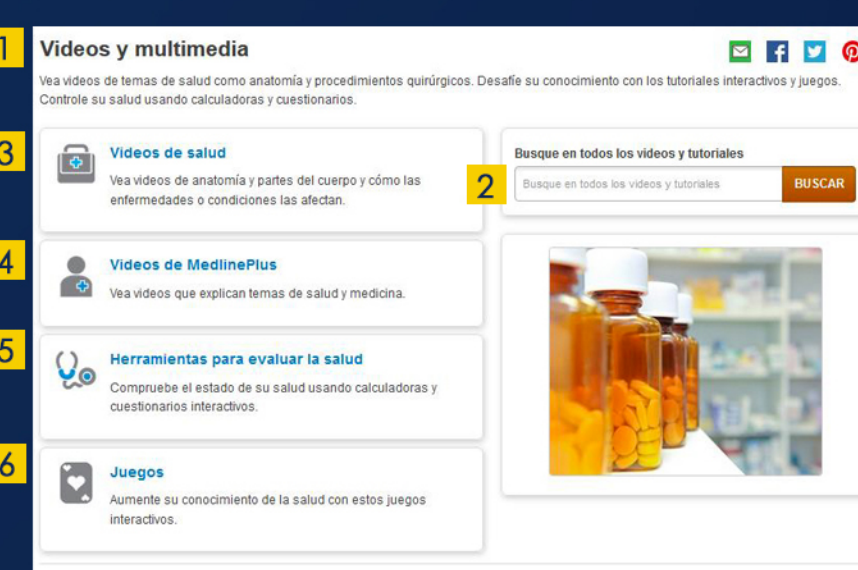 1
Videos y multimedia
Vea videos de temas de salud como anatomía y procedimientos quirúrgicos. Desafíe su conocimiento con los tutoriales interactivos y juegos.
Controle su salud usando calculadoras y cuestionarios.
3
Videos de salud
Vea videos de anatomía y partes del cuerpo y cómo las
enfermedades o condiciones las afectan.
2
Busque en todos los videos y tutoriales
Busque en todos los videos y tutoriales
BUSCAR
4
Videos de MedlinePlus
Vea videos que explican temas de salud y medicina.
5
Herramientas para evaluar la salud
Compruebe el estado de su salud usando calculadoras y
cuestionarios interactivos.
6
Juegos
Aumente su conocimiento de la salud con estos juegos
interactivos.